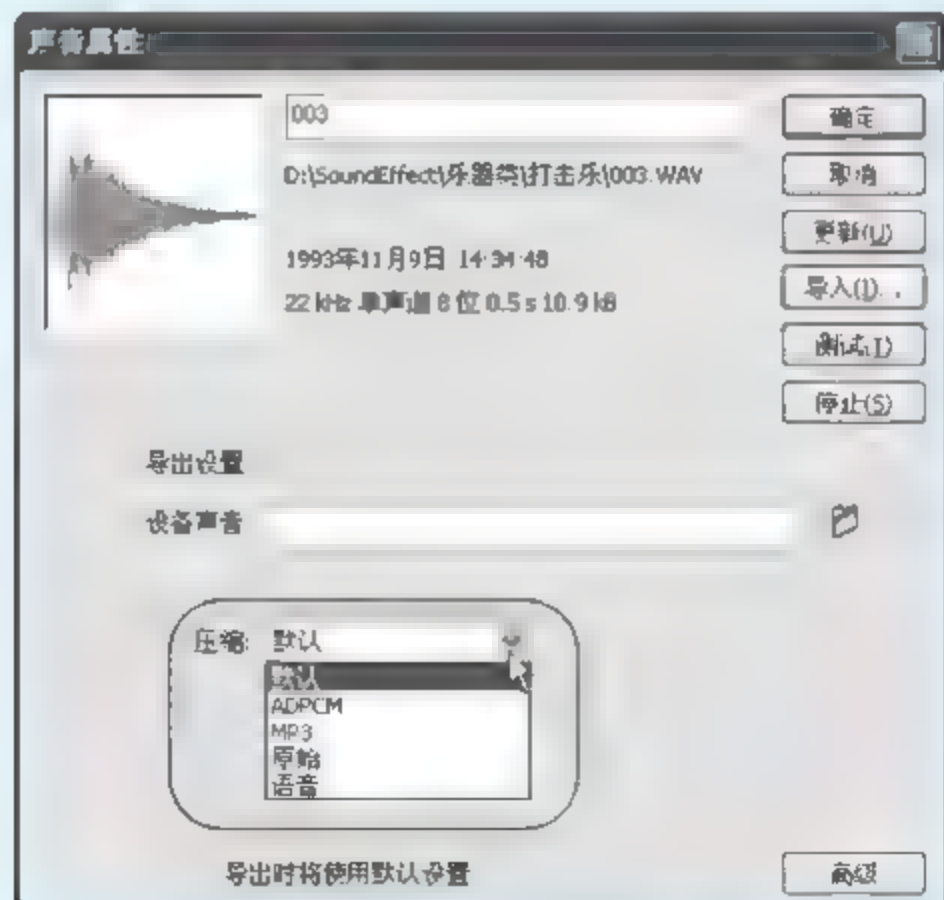 声音属性
003
确定
D:\SoundEffect\乐器类\打击乐\003.WAV
取消
更新(U)
1993年11月9日 14:34:48
导入(I)...
22 kHz 单声道 8 位 0.5 s 10.9 kB
测试(T)
停止(S)
导出设置
设备声音
压缩: 默认
默认
ADPCM
MP3
原始
语音
导出时将使用默认设置
高级